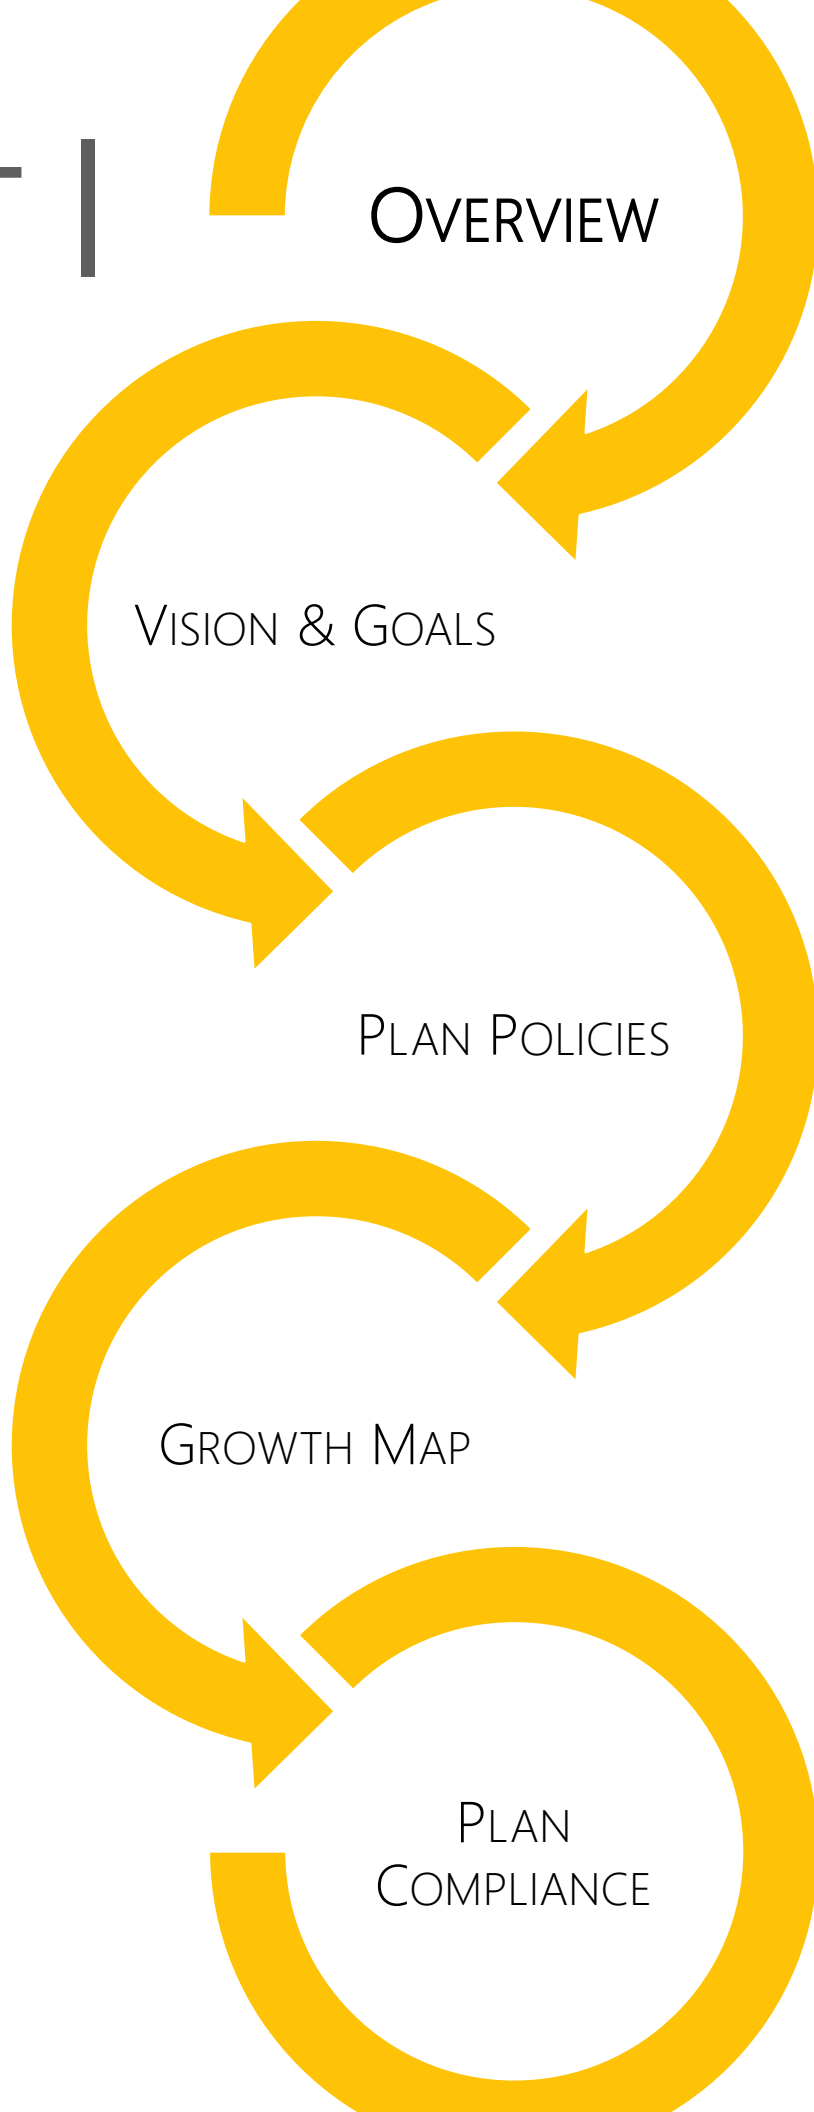 I
OVERVIEW
VISION & GOALS
PLAN POLICIES
GROWTH MAP
PLAN
COMPLIANCE